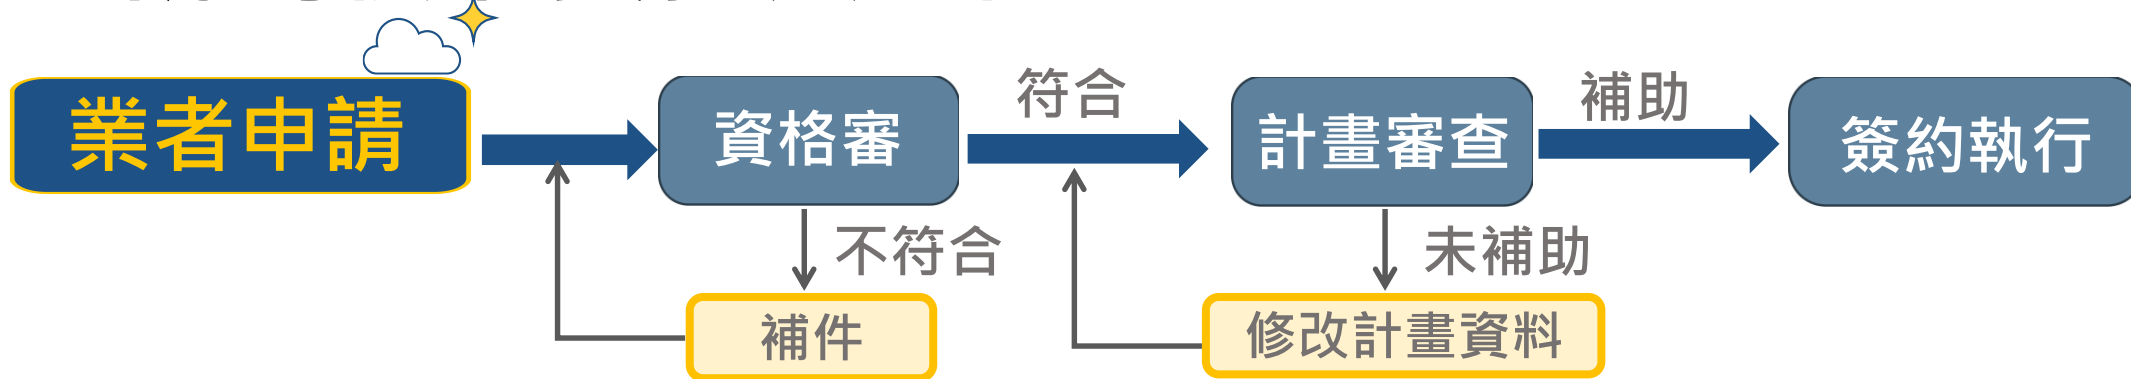 業者申請
資格審
符合
計畫審查
補助
簽約執行
不符合
未補助
補件
修改計畫資料